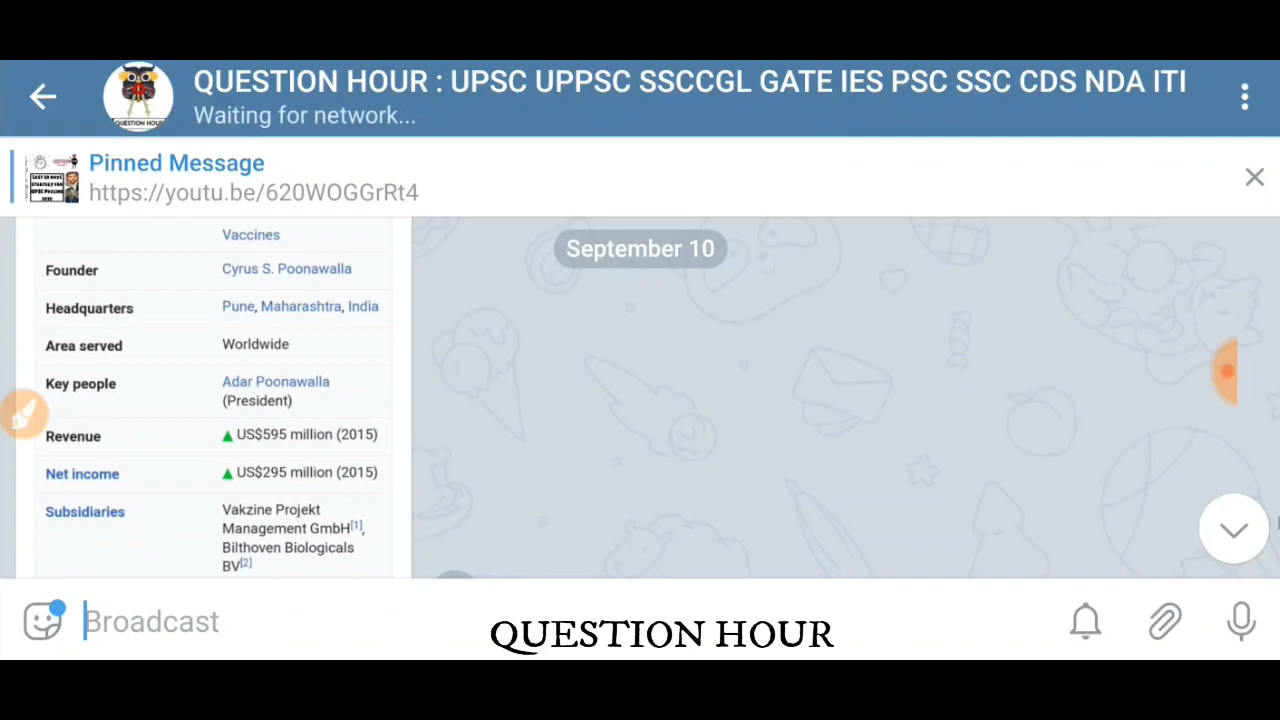 QUESTION HOUR : UPSC UPPSC SSCCGL GATE IES PSC SSC CDS NDA ITI
Waiting for network...
QUESTION HOUR
Pinned Message
https://youtu.be/620WOGGrRt4
September 10
Vaccines
Founder Cyrus S. Poonawalla
Headquarters Pune, Maharashtra, India
Area served Worldwide
Key people Adar Poonawalla
(President)
Revenue ▲ US$595 million (2015)
Net income ▲ US$295 million (2015)
Subsidiaries Vakzine Projekt
Management GmbH[1],
Bilthoven Biologicals
BV[2]
Broadcast
QUESTION HOUR